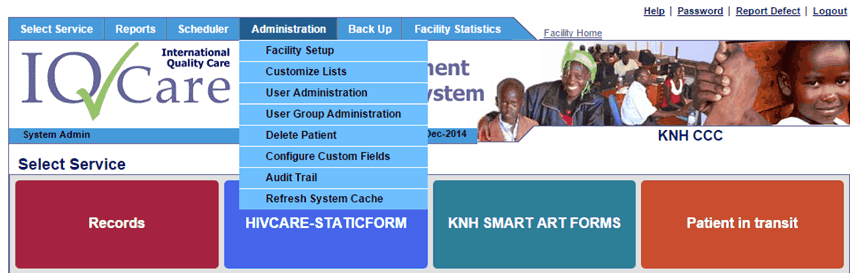 Help | Password | Report Defect | Logout
Select Service Reports Scheduler Administration Back Up Facility Statistics Facility Home
Facility Setup
Customize Lists
User Administration
User Group Administration
Delete Patient
Configure Custom Fields
Audit Trail
Refresh System Cache
IQCare
International
Quality Care
ment
ystem
System Admin
Dec-2014
KNH CCC
Select Service
Records
HIVCARE-STATICFORM
KNH SMART ART FORMS
Patient in transit